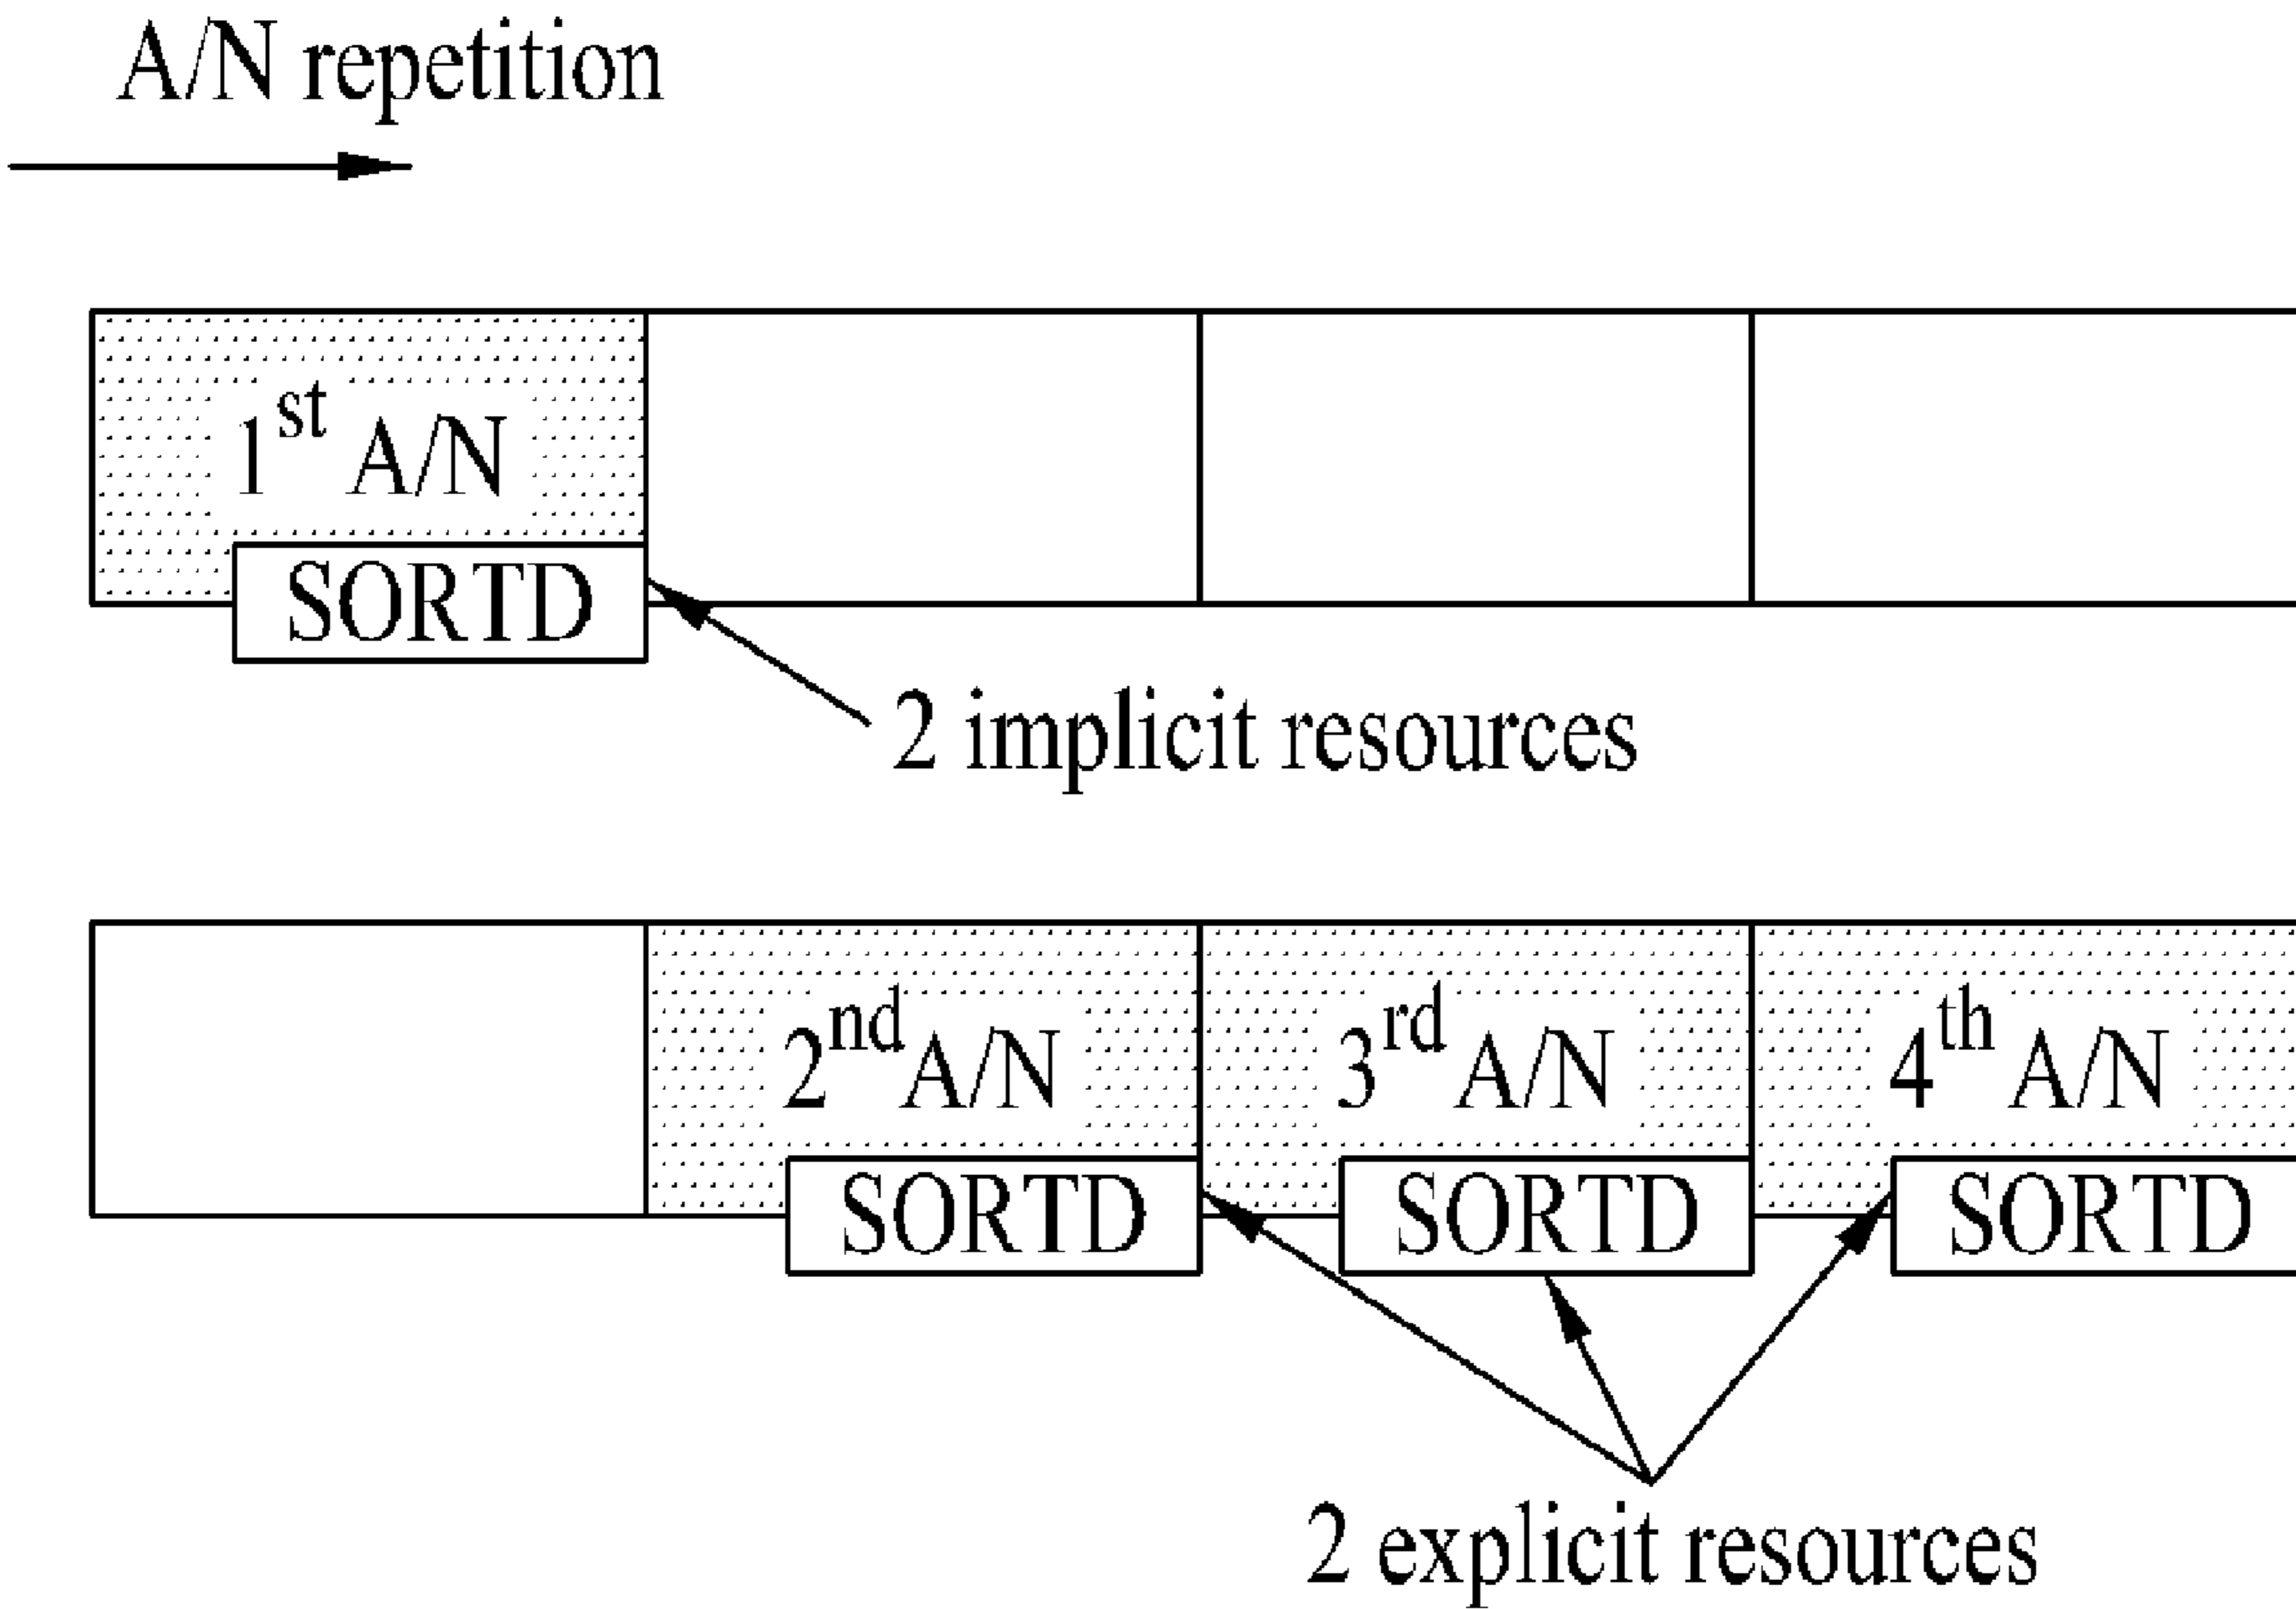 A/N repetition
1st A/N
SORTD
2 implicit resources
2nd A/N
3rd A/N
4th A/N
SORTD
SORTD
SORTD
2 explicit resources